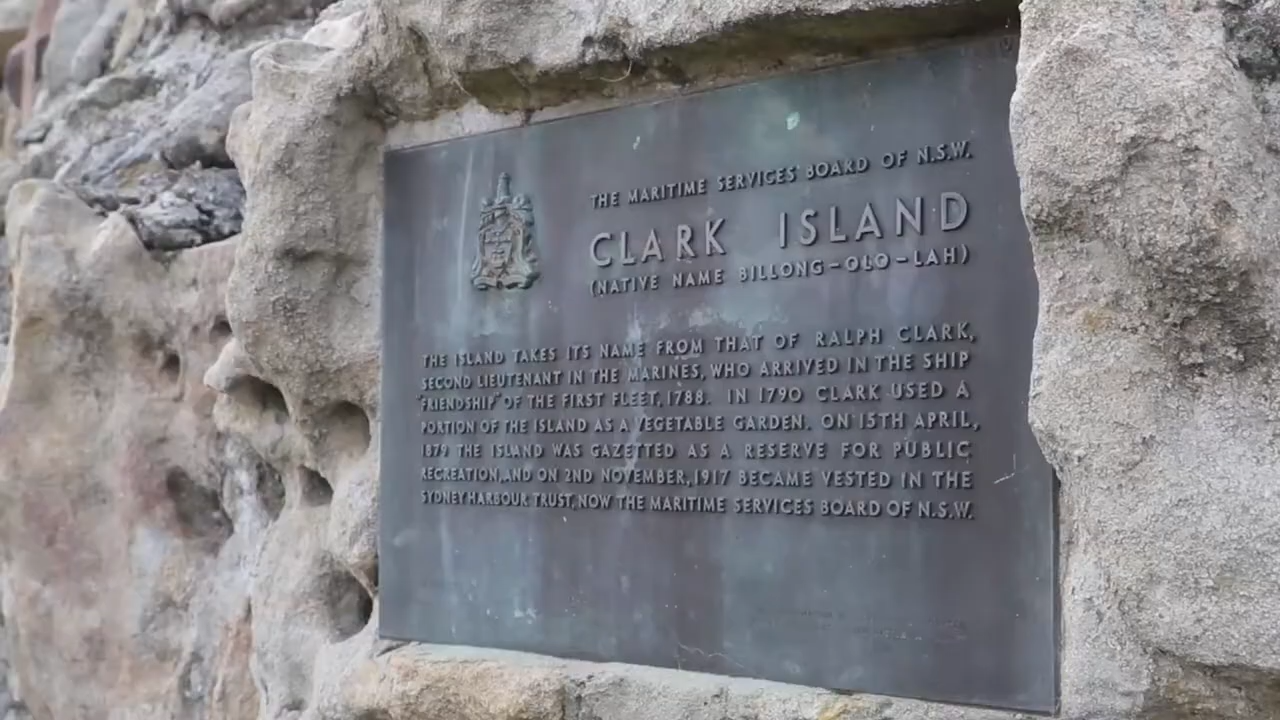 THE MARITIME SERVICES BOARD OF N.S.W.
CLARK ISLAND
(NATIVE NAME BILLONG-OLO-LAH)
THE ISLAND TAKES ITS NAME FROM THAT OF RALPH CLARK,
SECOND LIEUTENANT IN THE MARINES, WHO ARRIVED IN THE SHIP
"FRIENDSHIP" OF THE FIRST FLEET, 1788. IN 1790 CLARK USED A
PORTION OF THE ISLAND AS A VEGETABLE GARDEN. ON 15TH APRIL,
1879 THE ISLAND WAS GAZETTED AS A RESERVE FOR PUBLIC
RECREATION, AND ON 2ND NOVEMBER, 1917 BECAME VESTED IN THE
SYDNEY HARBOUR TRUST, NOW THE MARITIME SERVICES BOARD OF N.S.W.